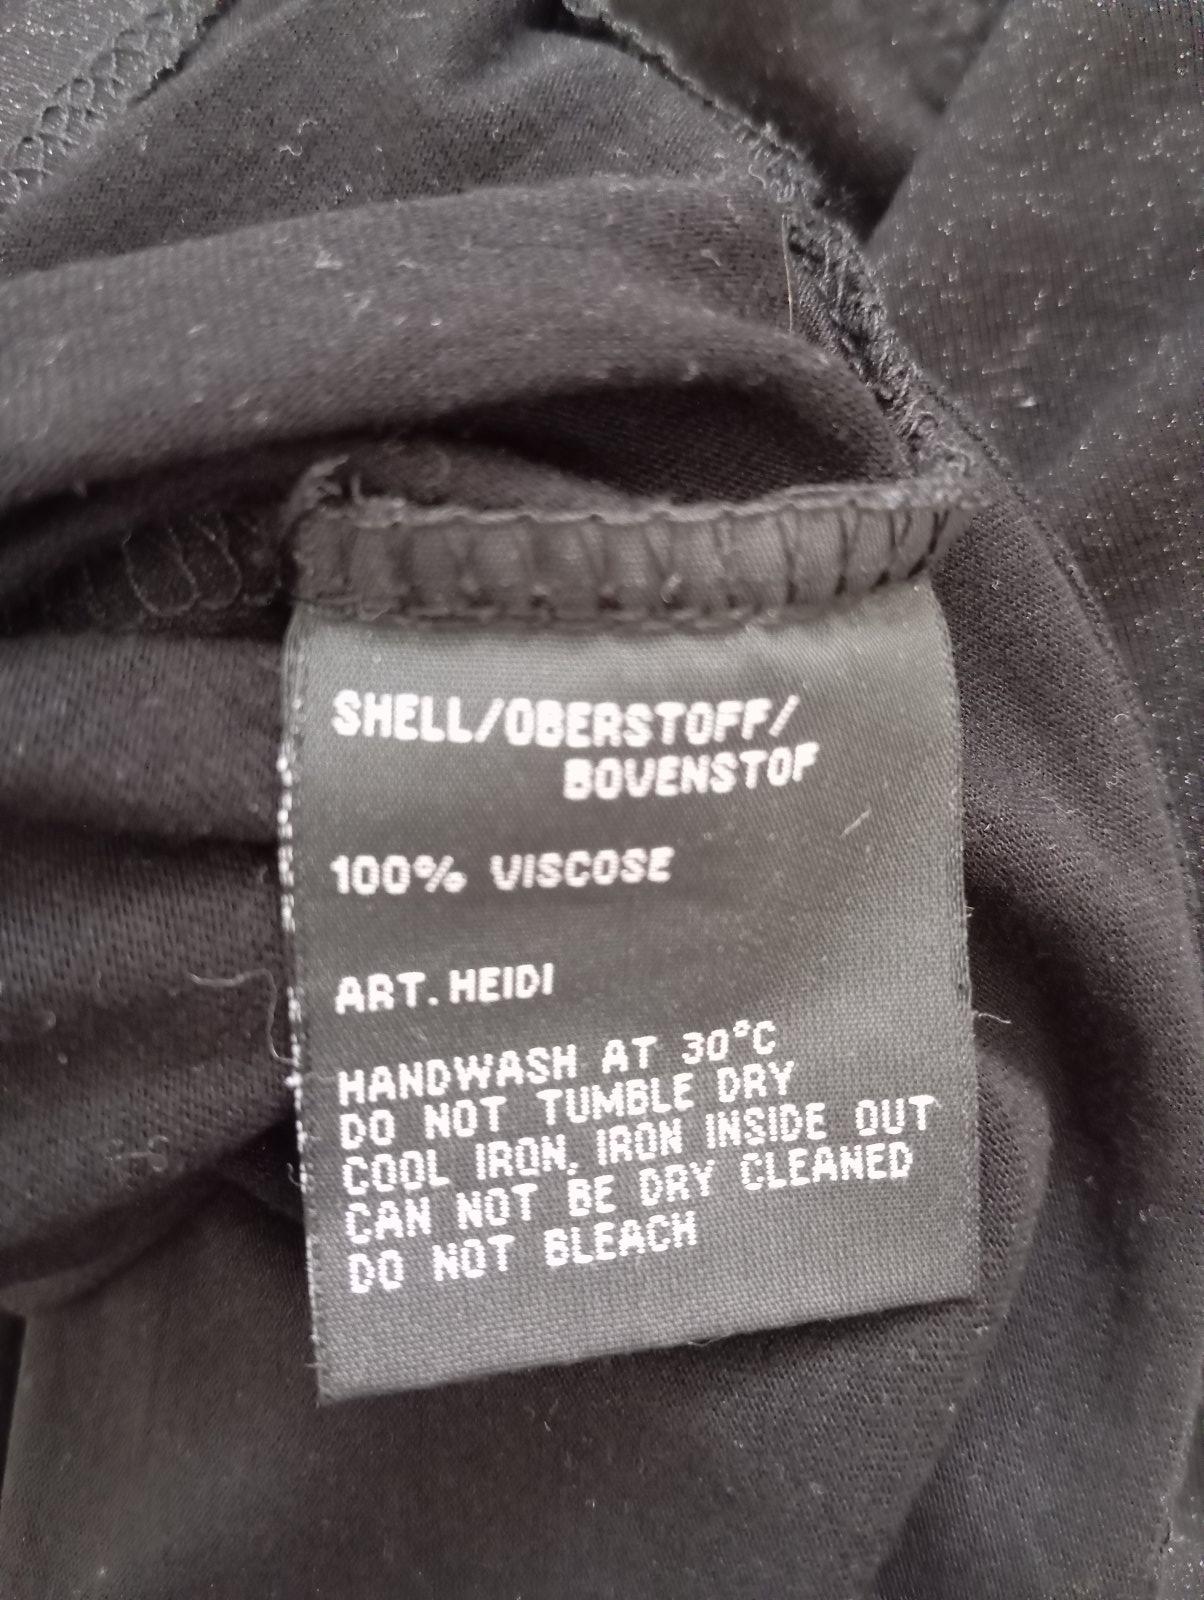 SHELL/OBERSTOFF/
BOVENSTOF
100% VISCOSE
ART. HEIDI
HANDWASH AT 30°C
DO NOT TUMBLE DRY
COOL IRON, IRON INSIDE OUT
CAN NOT BE DRY CLEANED
DO NOT BLEACH